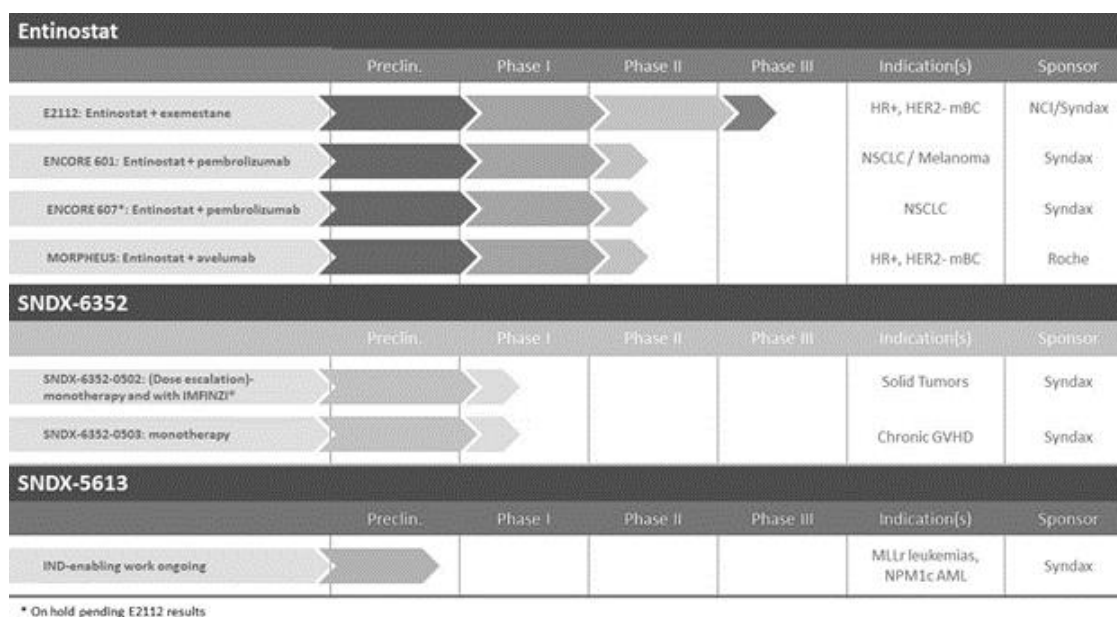 Entinostat
Preclin. Phase I Phase II Phase III Indication(s) Sponsor
E2112: Entinostat + exemestane HR+, HER2- mBC NCI/Syndax
ENCORE 601: Entinostat + pembrolizumab NSCLC / Melanoma Syndax
ENCORE 607*: Entinostat + pembrolizumab NSCLC Syndax
MORPHEUS: Entinostat + avelumab HR+, HER2- mBC Roche
SNDX-6352
Preclin. Phase I Phase II Phase III Indication(s) Sponsor
SNDX-6352-0502: (Dose escalation)-
monotherapy and with IMFINZI* Solid Tumors Syndax
SNDX-6352-0503: monotherapy Chronic GVHD Syndax
SNDX-5613
Preclin. Phase I Phase II Phase III Indication(s) Sponsor
IND-enabling work ongoing MLLr leukemias,
NPM1c AML Syndax
* On hold pending E2112 results